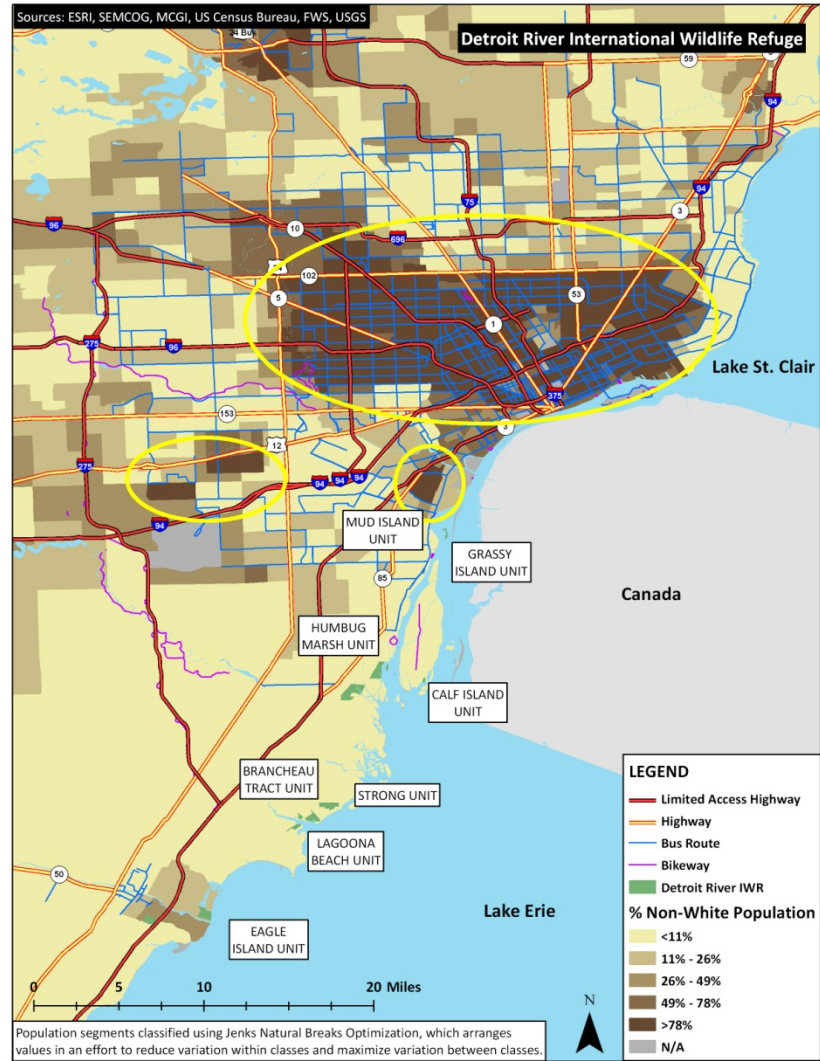 Sources: ESRI, SEMCOG, MCGI, US Census Bureau, FWS, USGS
24 Bus
Detroit River International Wildlife Refuge
59
94
94
75
3
96
10
696
102
5
53
1
275
96
Lake St. Clair
375
153
3
12
275
94
94
94
94
MUD ISLAND
UNIT
GRASSY
ISLAND UNIT
85
Canada
HUMBUG
MARSH UNIT
CALF ISLAND
UNIT
BRANCHEAU
TRACT UNIT
STRONG UNIT
LAGOONA
BEACH UNIT
50
Lake Erie
EAGLE
ISLAND UNIT
LEGEND
Limited Access Highway
Highway
Bus Route
Bikeway
Detroit River IWR
% Non-White Population
<11%
11% - 26%
26% - 49%
49% - 78%
>78%
N/A
0 5 10 20 Miles
N
Population segments classified using Jenks Natural Breaks Optimization, which arranges
values in an effort to reduce variation within classes and maximize variation between classes.